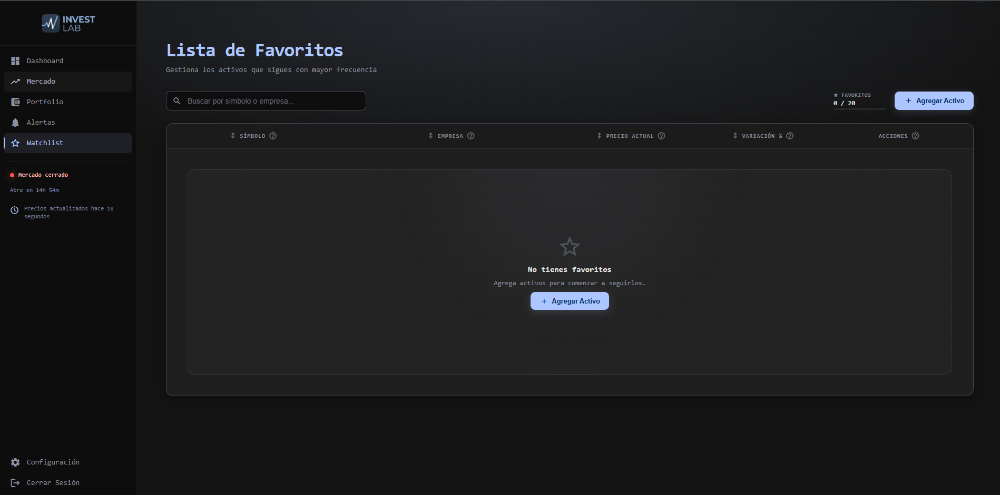 INVEST
LAB
Dashboard
Mercado
Portfolio
Alertas
Watchlist
Mercado cerrado
Abre en 14h 54m
Precios actualizados hace 18
segundos
Configuración
Cerrar Sesión
Lista de Favoritos
Gestiona los activos que sigues con mayor frecuencia
Buscar por símbolo o empresa...
★ FAVORITOS
0 / 20
+ Agregar Activo
SÍMBOLO
EMPRESA
PRECIO ACTUAL
VARIACIÓN %
ACCIONES
No tienes favoritos
Agrega activos para comenzar a seguirlos.
+ Agregar Activo